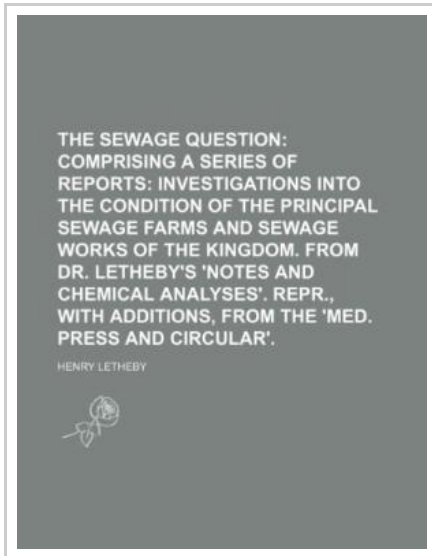 THE SEWAGE QUESTION:
COMPRISING A SERIES OF
REPORTS: INVESTIGATIONS INTO
THE CONDITION OF THE PRINCIPAL
SEWAGE FARMS AND SEWAGE
WORKS OF THE KINGDOM. FROM
DR. LETHEBY'S 'NOTES AND
CHEMICAL ANALYSES'. REPR.,
WITH ADDITIONS, FROM THE 'MED.
PRESS AND CIRCULAR'.
HENRY LETHEBY